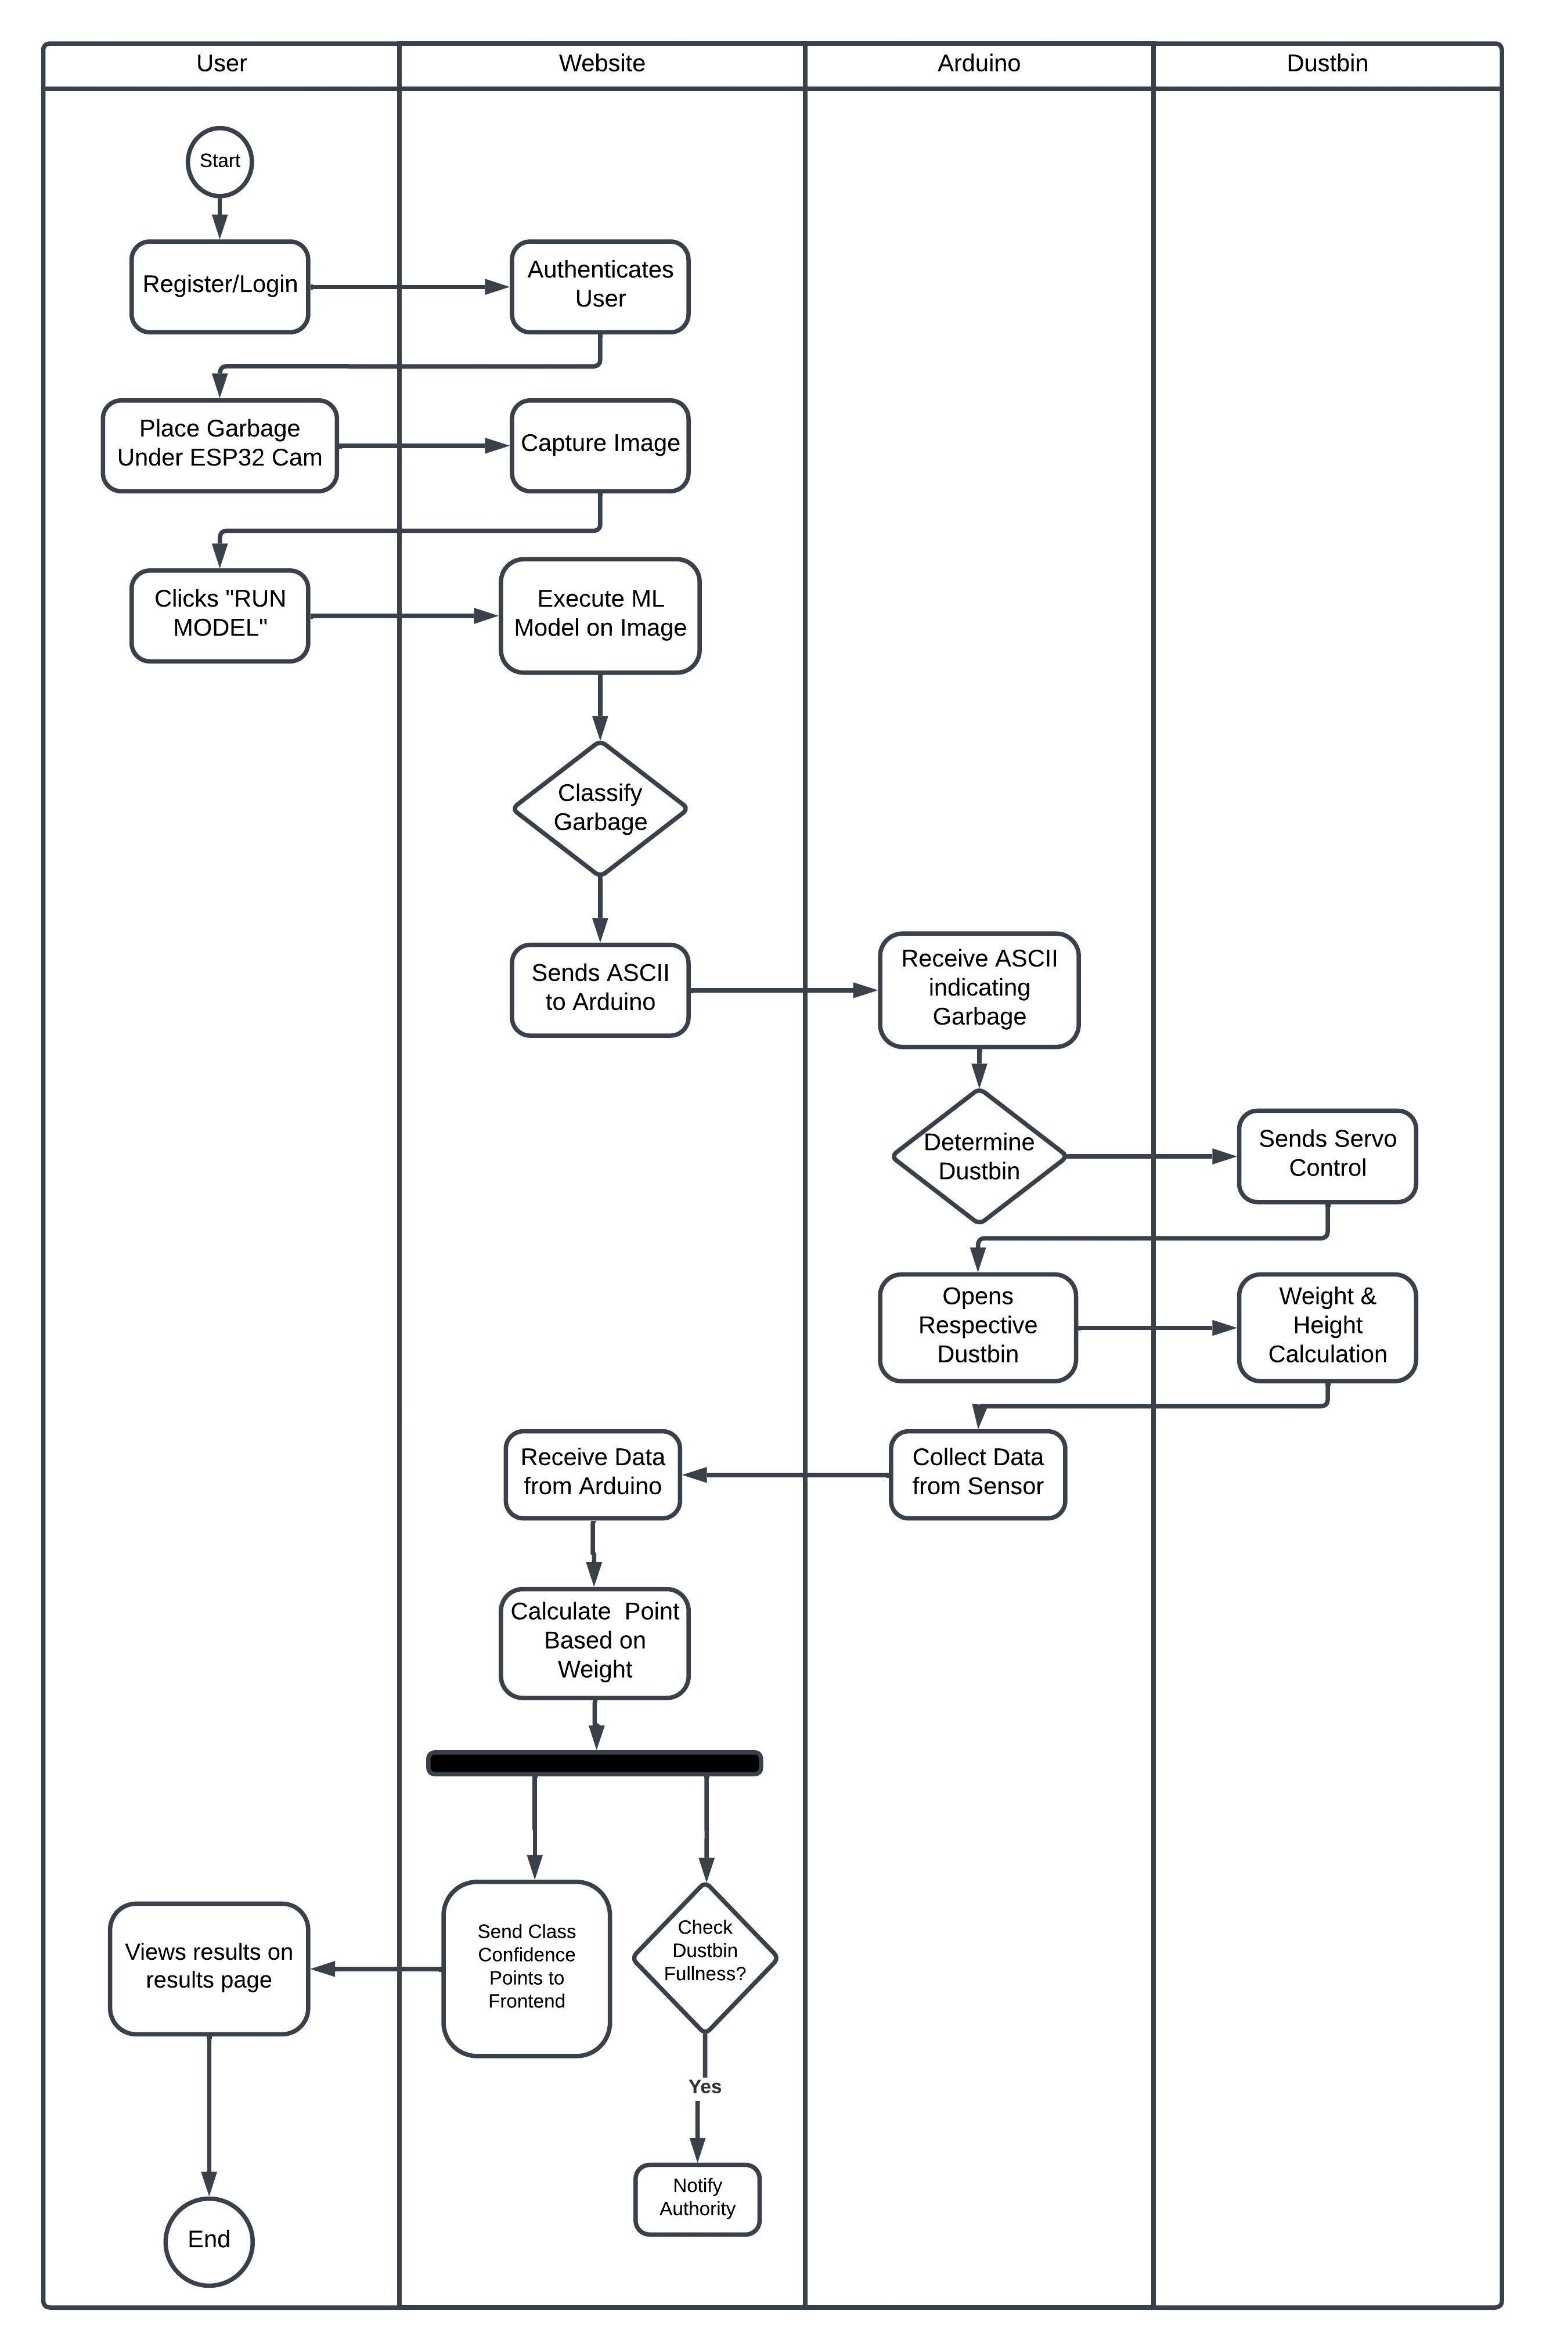 User
Website
Arduino
Dustbin
Start
Register/Login
Authenticates
User
Place Garbage
Under ESP32 Cam
Capture Image
Clicks "RUN
MODEL"
Execute ML
Model on Image
Classify
Garbage
Sends ASCII
to Arduino
Receive ASCII
indicating
Garbage
Determine
Dustbin
Sends Servo
Control
Opens
Respective
Dustbin
Weight &
Height
Calculation
Collect Data
from Sensor
Receive Data
from Arduino
Calculate  Point
Based on
Weight
Send Class
Confidence
Points to
Frontend
Check
Dustbin
Fullness?
Views results on
results page
Yes
Notify
Authority
End